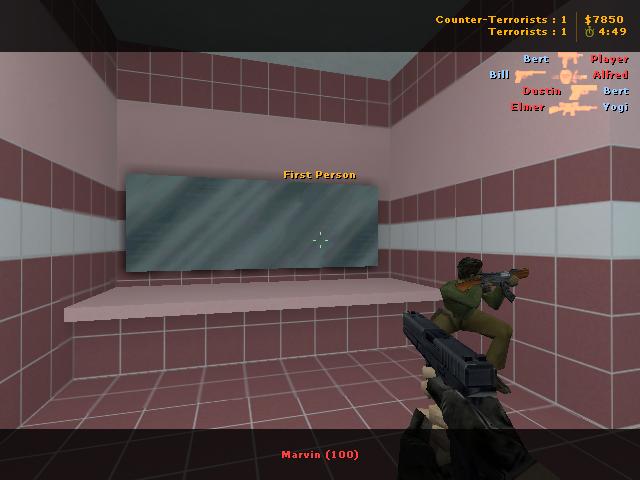 Counter-Terrorists : 1 $7850
Terrorists : 1 4:49
Bert Player
Bill Alfred
Dustin Bert
Elmer Yogi
First Person
Marvin (100)